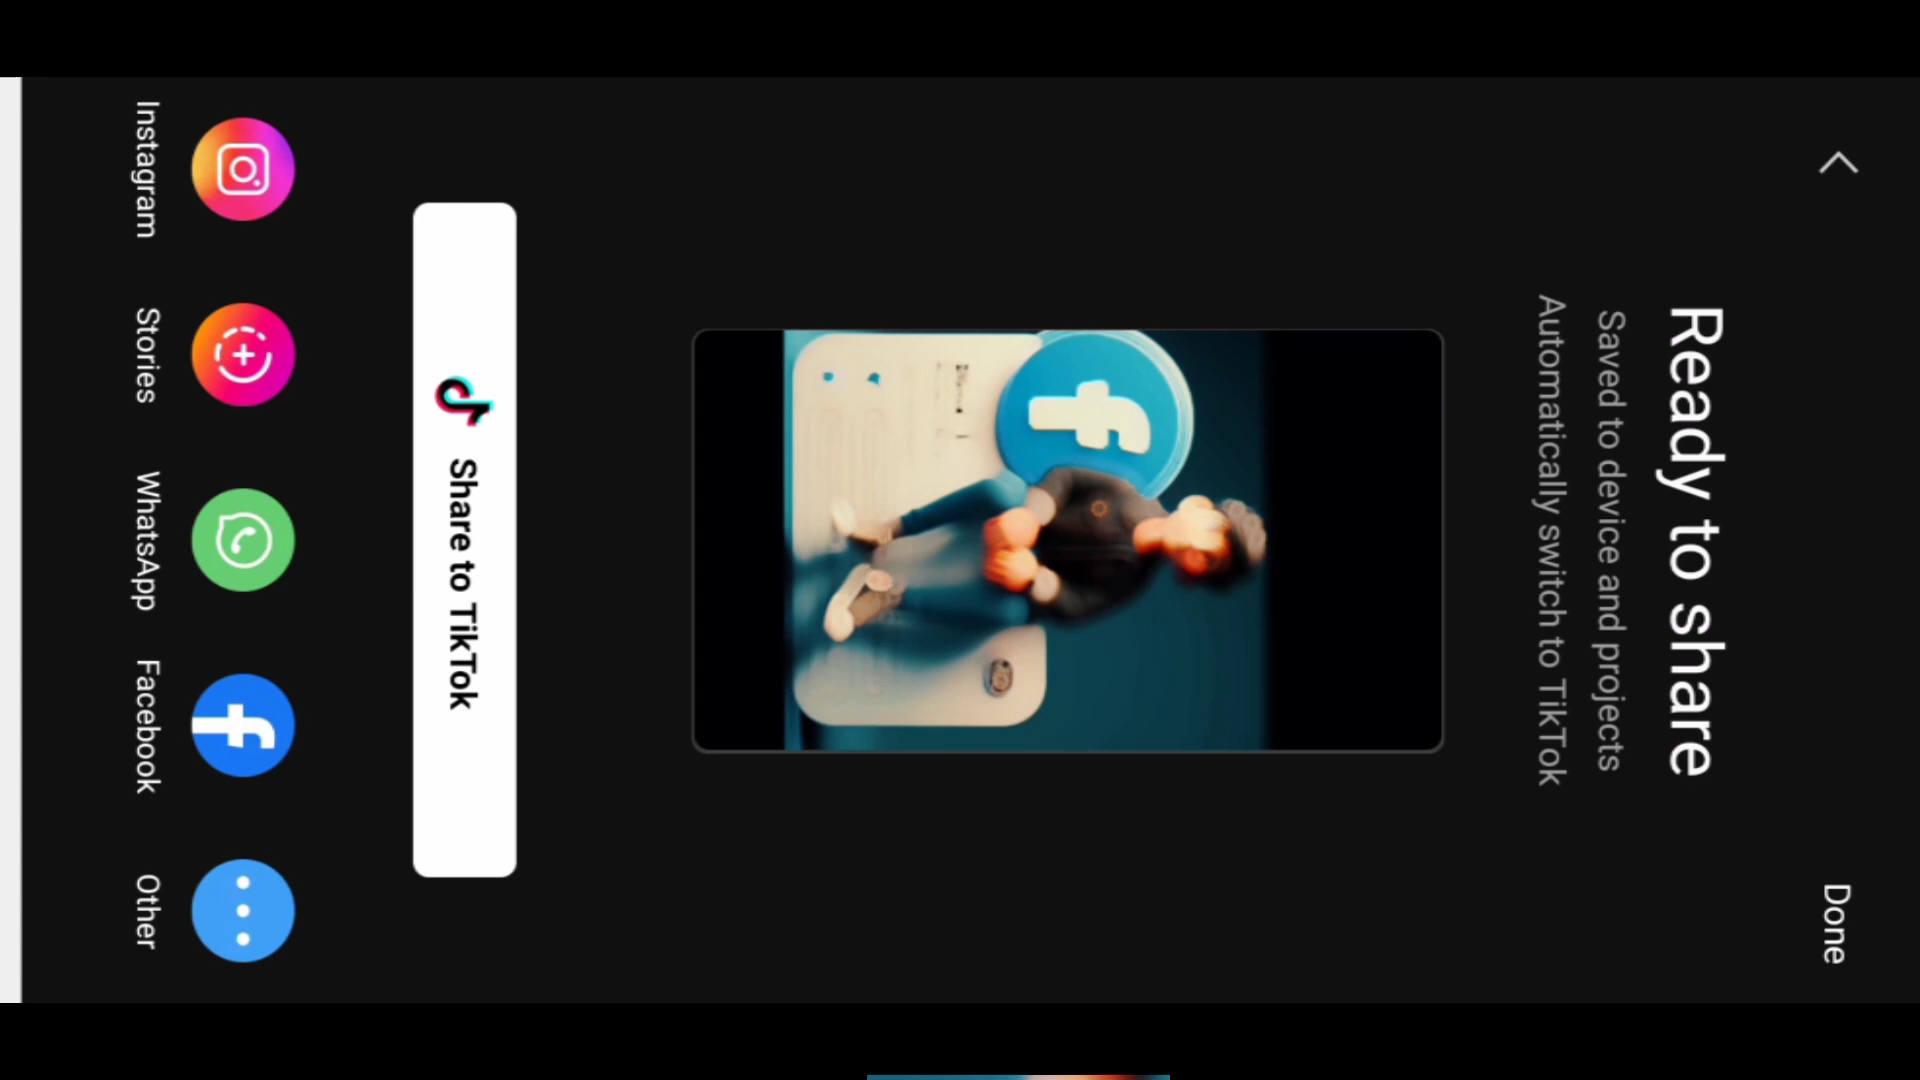 Done
Ready to share
Saved to device and projects
Automatically switch to TikTok
Share to TikTok
Instagram
Stories
WhatsApp
Facebook
Other